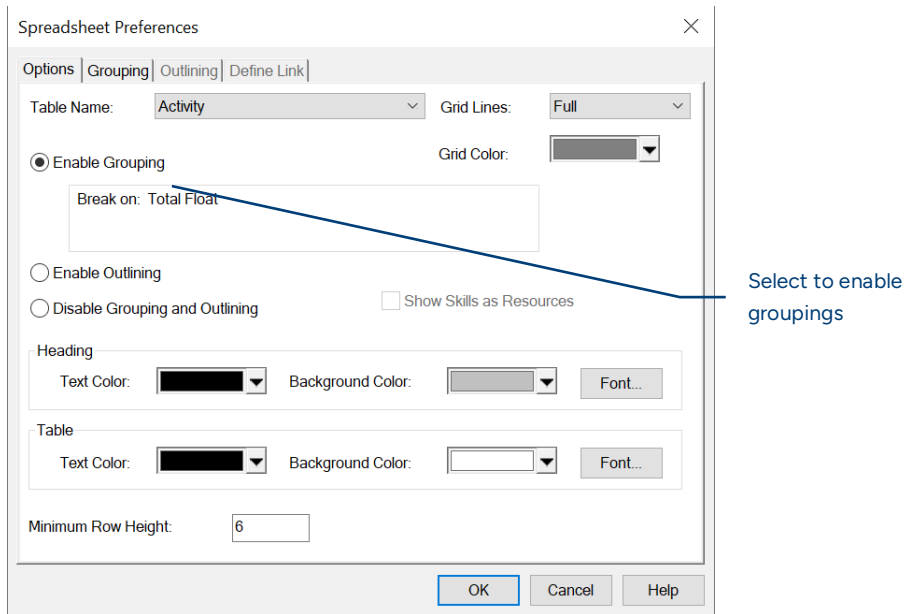 Spreadsheet Preferences
Options Grouping Outlining Define Link
Table Name: Activity Grid Lines: Full
Grid Color:
Enable Grouping
Break on: Total Float
Enable Outlining
Disable Grouping and Outlining
Show Skills as Resources
Select to enable
groupings
Heading
Text Color: Background Color: Font...
Table
Text Color: Background Color: Font...
Minimum Row Height: 6
OK Cancel Help